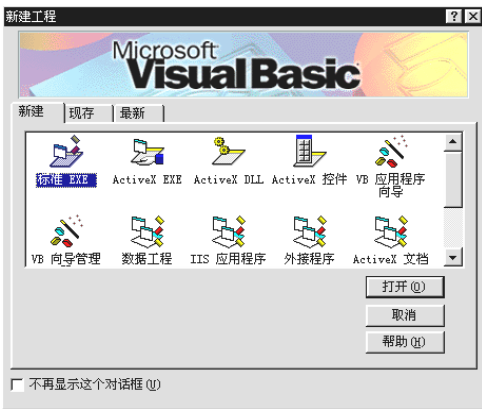 新建工程
Microsoft
Visual Basic
新建 现存 最新
标准 EXE ActiveX EXE ActiveX DLL ActiveX 控件 VB 应用程序
向导
VB 向导管理 数据工程 IIS 应用程序 外接程序 ActiveX 文档
打开(O)
取消
帮助(H)
不再显示这个对话框(U)